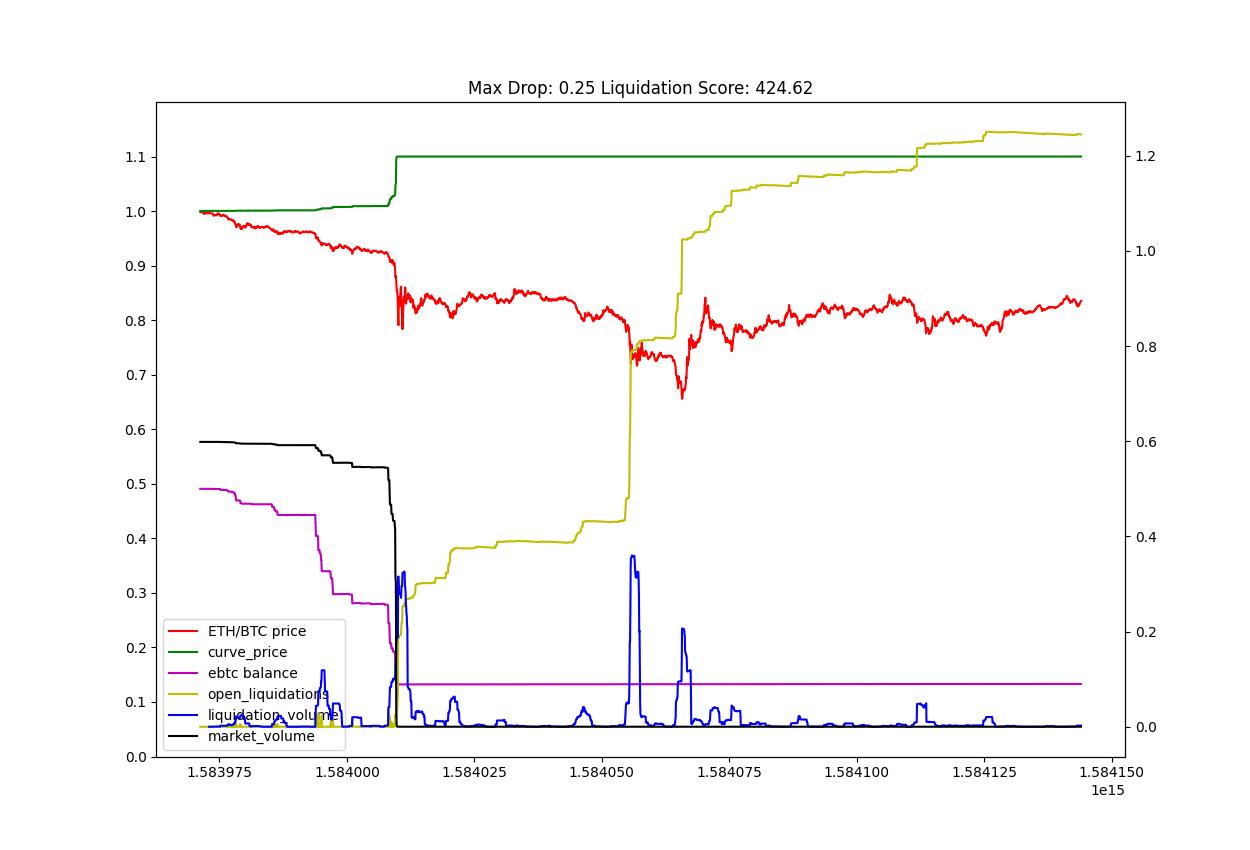 Max Drop: 0.25 Liquidation Score: 424.62
1.1
1.0
0.9
0.8
0.7
0.6
0.5
0.4
0.3
0.2
0.1
0.0
1.2
1.0
0.8
0.6
0.4
0.2
0.0
ETH/BTC price
curve_price
ebtc balance
open_liquidations
liquidation_volume
market_volume
1.583975 1.584000 1.584025 1.584050 1.584075 1.584100 1.584125 1.584150
1e15